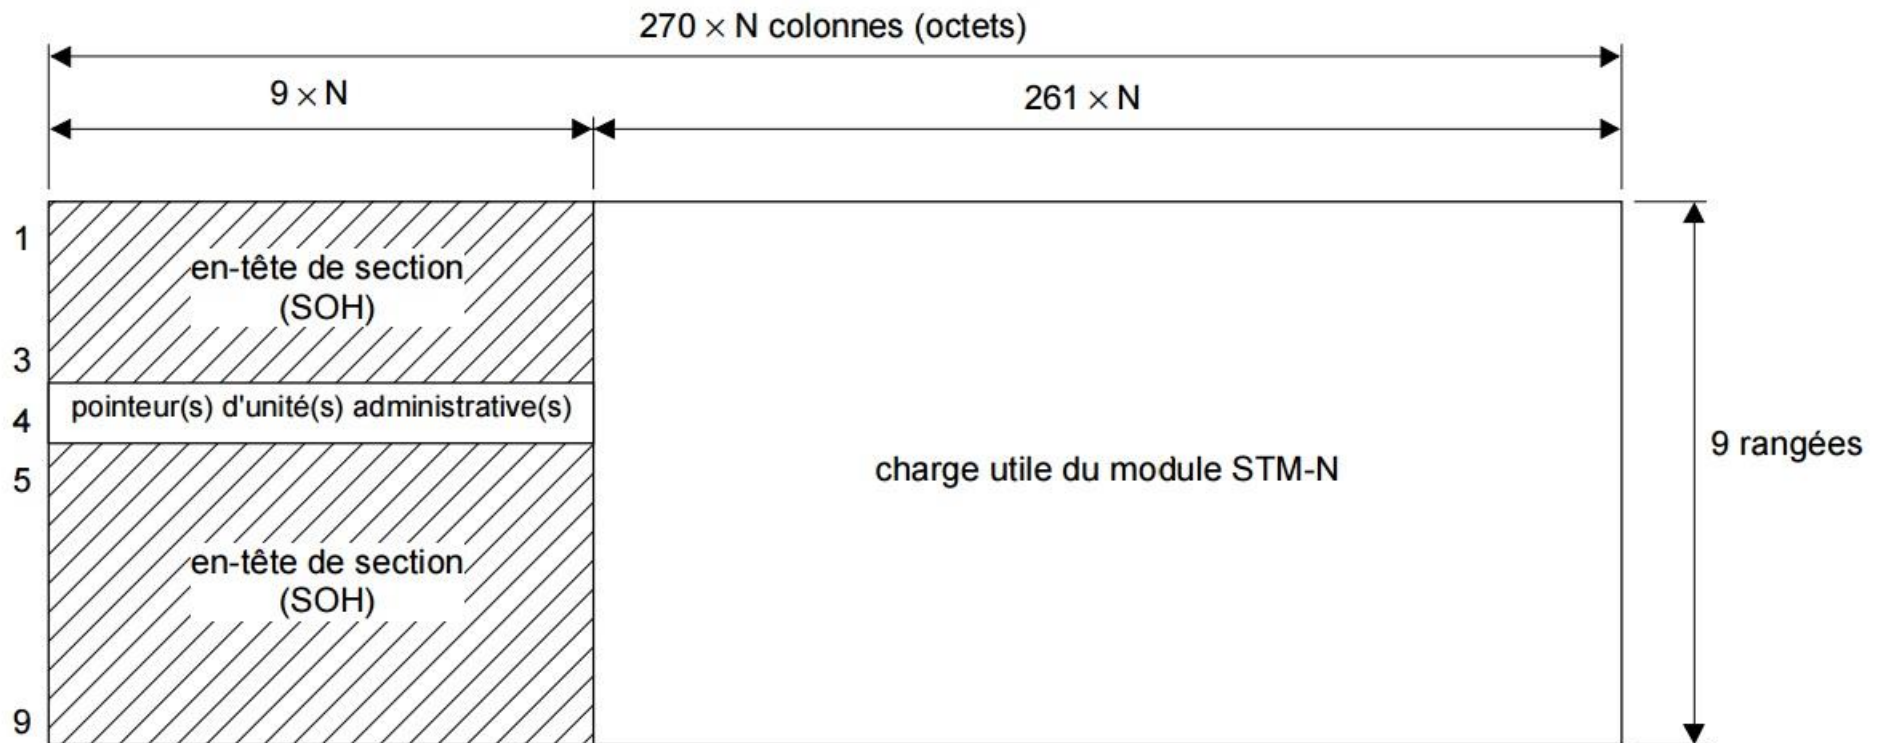 270 × N colonnes (octets)
9 × N
261 × N
1
en-tête de section
(SOH)
3
pointeur(s) d'unité(s) administrative(s)
4
5
charge utile du module STM-N
9 rangées
en-tête de section
(SOH)
9